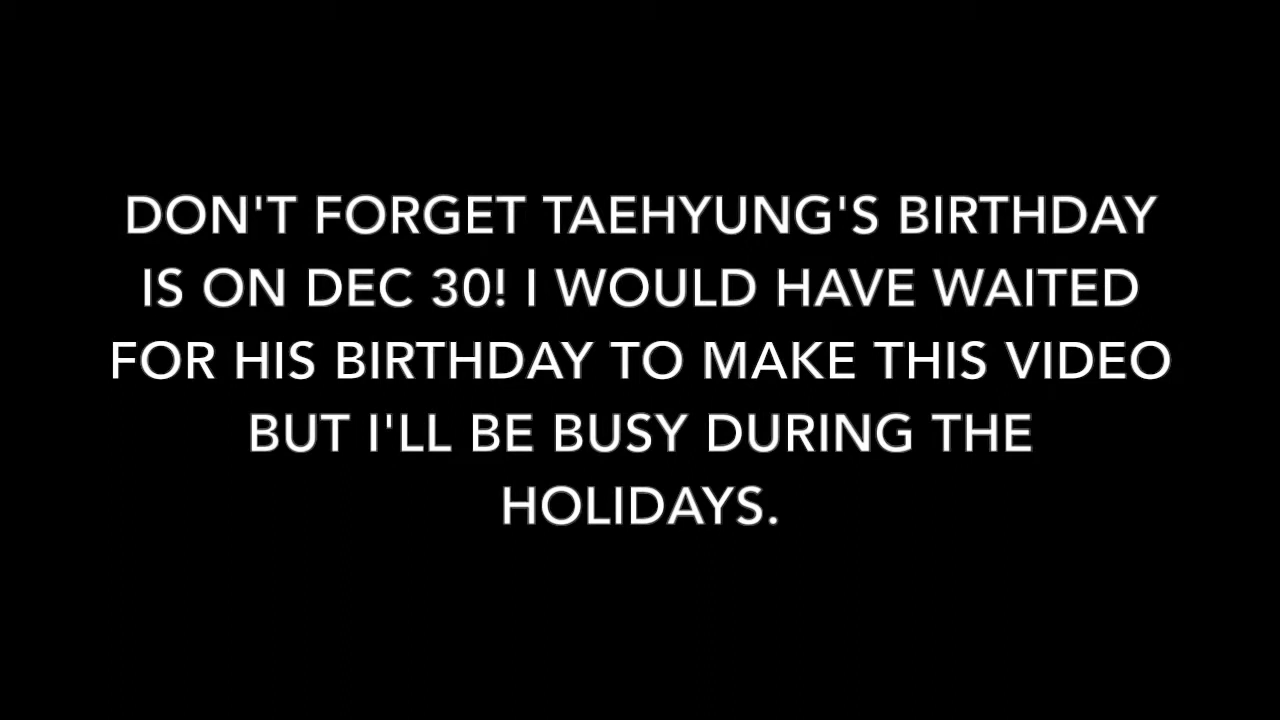 DON'T FORGET TAEHYUNG'S BIRTHDAY
IS ON DEC 30! I WOULD HAVE WAITED
FOR HIS BIRTHDAY TO MAKE THIS VIDEO
BUT I'LL BE BUSY DURING THE
HOLIDAYS.